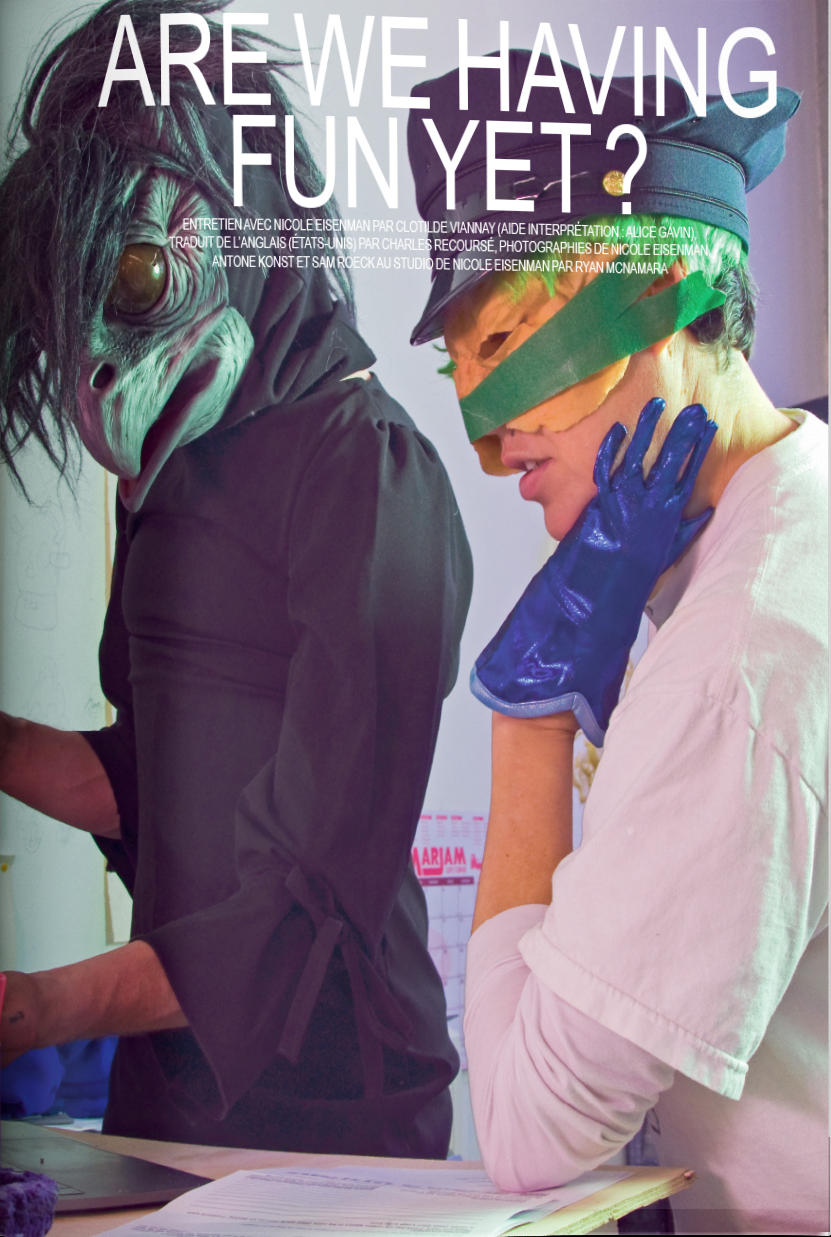 ARE WE HAVING
FUN YET ?
ENTRETIEN AVEC NICOLE EISENMAN PAR CLOTILDE VIANNAY (AIDE INTERPRÉTATION : ALICE GAVIN),
TRADUIT DE L'ANGLAIS (ÉTATS-UNIS) PAR CHARLES RECOURSÉ, PHOTOGRAPHIES DE NICOLE EISENMAN
ANTONE KONST ET SAM ROECK AU STUDIO DE NICOLE EISENMAN PAR RYAN MCNAMARA
MARJAM